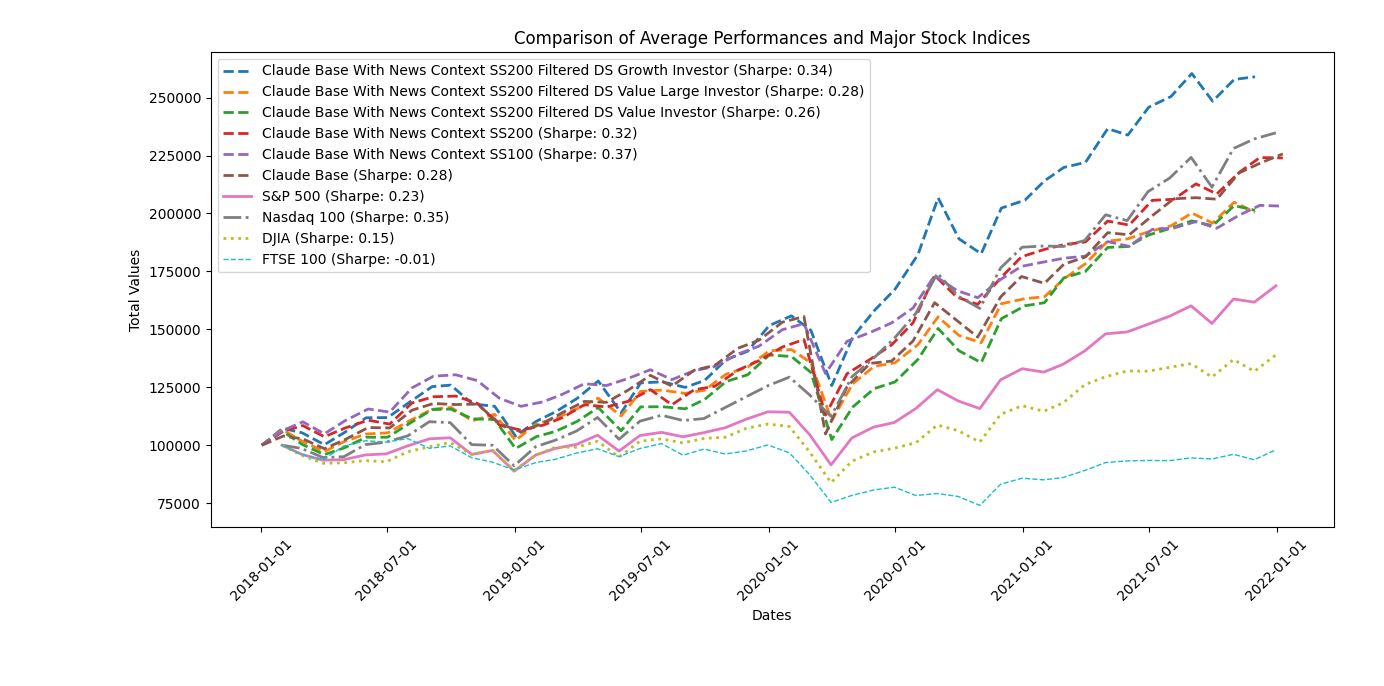 Comparison of Average Performances and Major Stock Indices
Claude Base With News Context SS200 Filtered DS Growth Investor (Sharpe: 0.34)
Claude Base With News Context SS200 Filtered DS Value Large Investor (Sharpe: 0.28)
Claude Base With News Context SS200 Filtered DS Value Investor (Sharpe: 0.26)
Claude Base With News Context SS200 (Sharpe: 0.32)
Claude Base With News Context SS100 (Sharpe: 0.37)
Claude Base (Sharpe: 0.28)
S&P 500 (Sharpe: 0.23)
Nasdaq 100 (Sharpe: 0.35)
DJIA (Sharpe: 0.15)
FTSE 100 (Sharpe: -0.01)
Total Values
250000
225000
200000
175000
150000
125000
100000
75000
2018-01-01
2018-07-01
2019-01-01
2019-07-01
2020-01-01
2020-07-01
2021-01-01
2021-07-01
2022-01-01
Dates